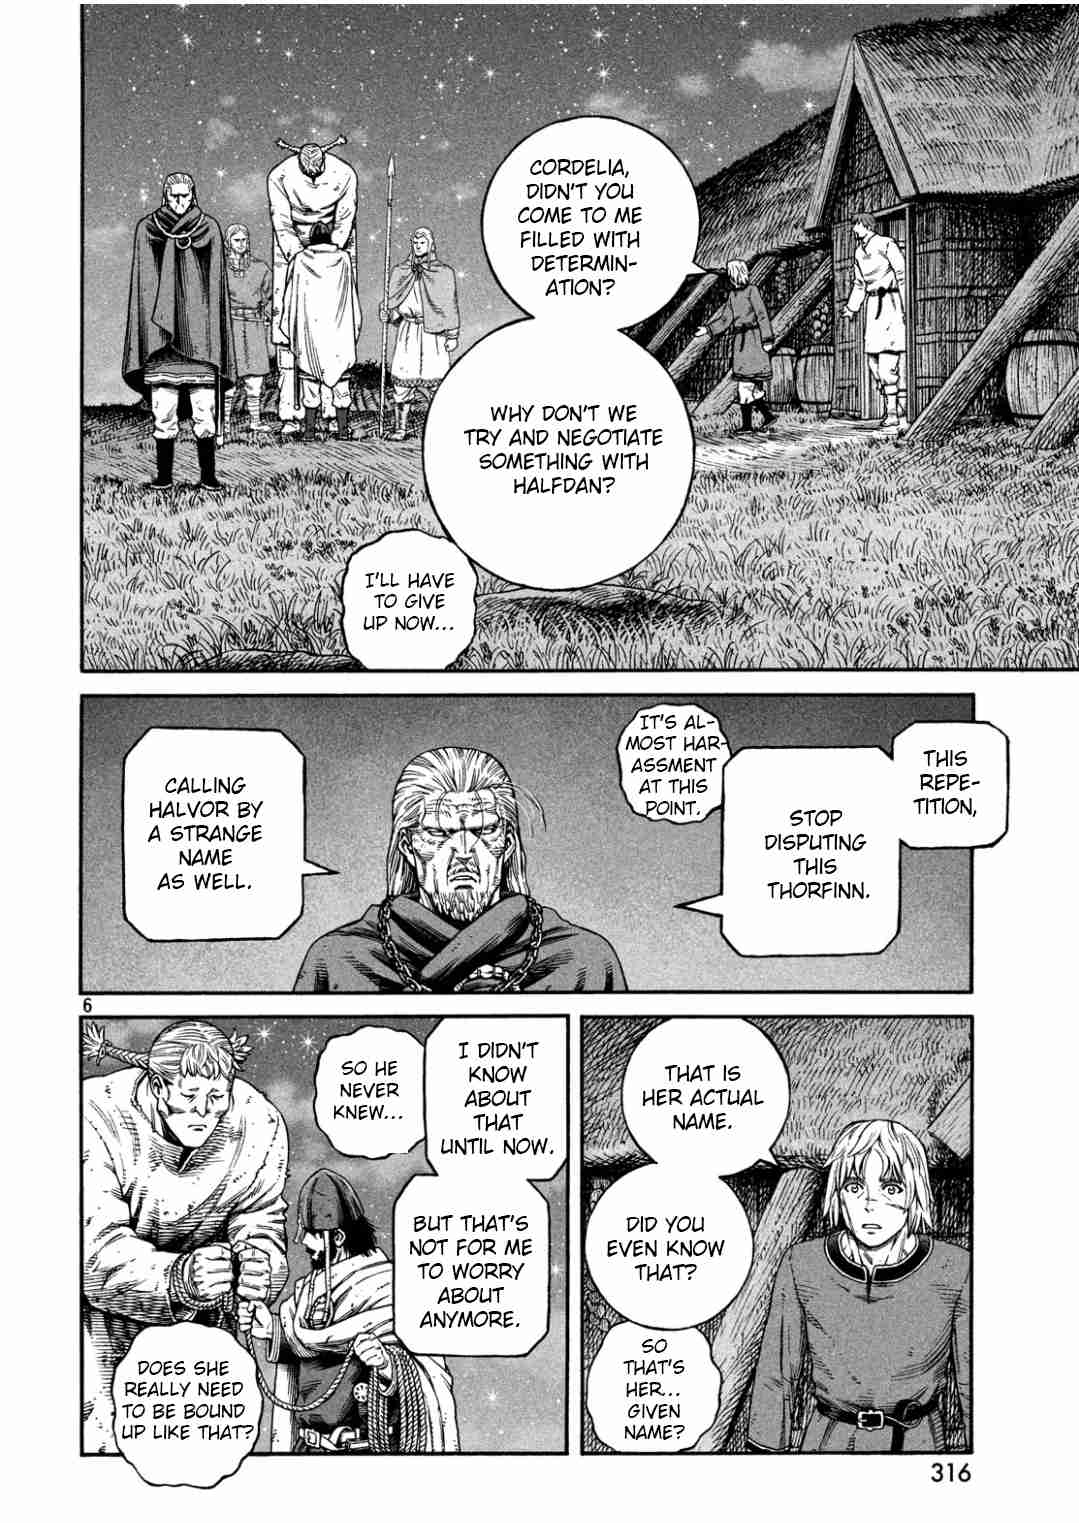 CORDELIA,
DIDN'T YOU
COME TO ME
FILLED WITH
DETERMIN-
ATION?
WHY DON'T WE
TRY AND NEGOTIATE
SOMETHING WITH
HALFDAN?
I'LL HAVE
TO GIVE
UP NOW...
THIS
REPE-
TITION,
STOP
DISPUTING
THIS
THORFINN.
IT'S AL-
MOST HAR-
ASSMENT
AT THIS
POINT.
CALLING
HALVOR BY
A STRANGE
NAME
AS WELL.
THAT IS
HER ACTUAL
NAME.
DID YOU
EVEN KNOW
THAT?
SO
THAT'S
HER...
GIVEN
NAME?
I DIDN'T
KNOW
ABOUT
THAT
UNTIL NOW.
SO HE
NEVER
KNEW...
BUT THAT'S
NOT FOR ME
TO WORRY
ABOUT
ANYMORE.
DOES SHE
REALLY NEED
TO BE BOUND
UP LIKE THAT?
6
316